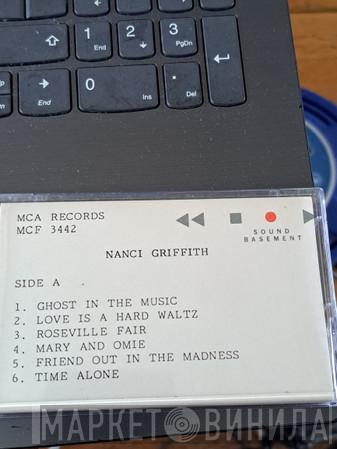 1
End
2
3
PgDn
End
0
Ins
.
Del
MCA RECORDS
MCF 3442
SOUND
BASEMENT
NANCI GRIFFITH
SIDE A
1. GHOST IN THE MUSIC
2. LOVE IS A HARD WALTZ
3. ROSEVILLE FAIR
4. MARY AND OMIE
5. FRIEND OUT IN THE MADNESS
6. TIME ALONE
МАРКЕТ ВИНИЛА